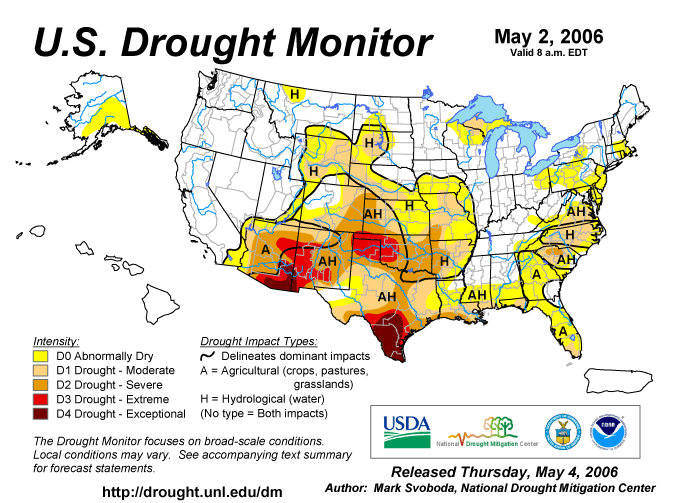 U.S. Drought Monitor
May 2, 2006
Valid 8 a.m. EDT
H
H
H
H
AH
AH
H
A
AH
H
AH
A
AH
AH
A
Intensity:
D0 Abnormally Dry
D1 Drought - Moderate
D2 Drought - Severe
D3 Drought - Extreme
D4 Drought - Exceptional
Drought Impact Types:
Delineates dominant impacts
A = Agricultural (crops, pastures,
grasslands)
H = Hydrological (water)
(No type = Both impacts)
USDA
National Drought Mitigation Center
NOAA
The Drought Monitor focuses on broad-scale conditions.
Local conditions may vary. See accompanying text summary
for forecast statements.
http://drought.unl.edu/dm
Released Thursday, May 4, 2006
Author: Mark Svoboda, National Drought Mitigation Center